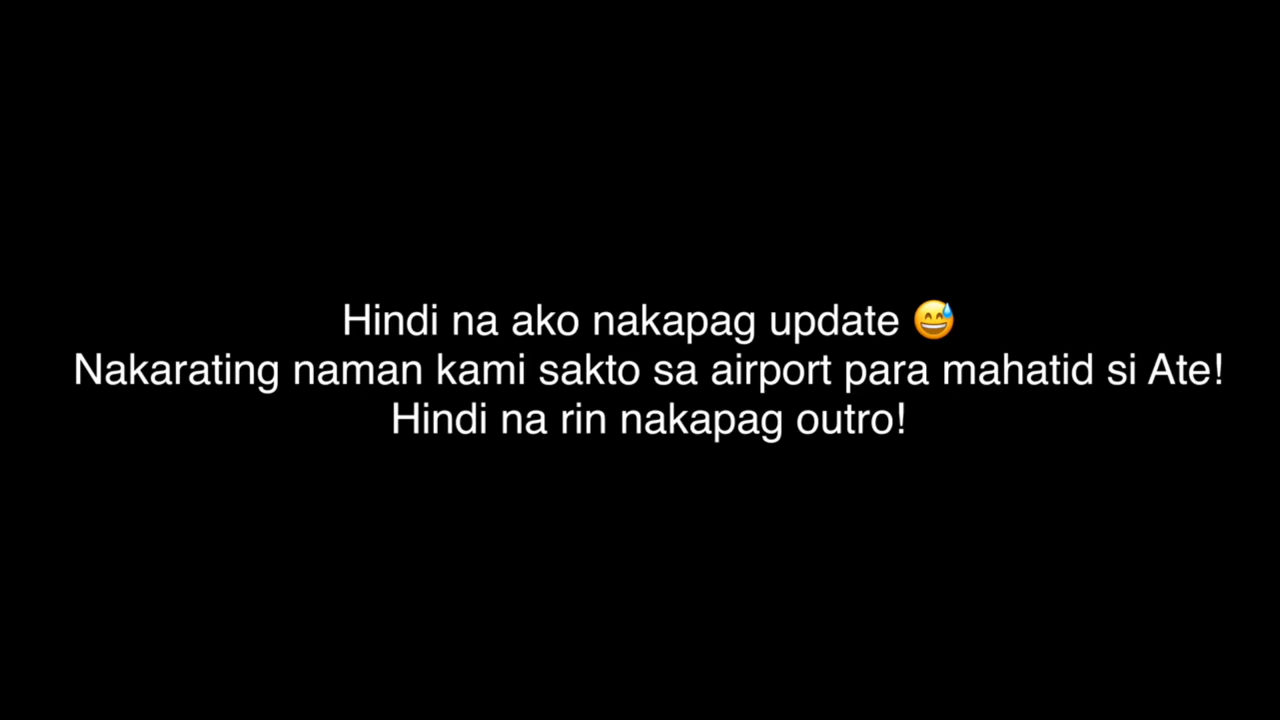 Hindi na ako nakapag update 😅
Nakarating naman kami sakto sa airport para mahatid si Ate!
Hindi na rin nakapag outro!